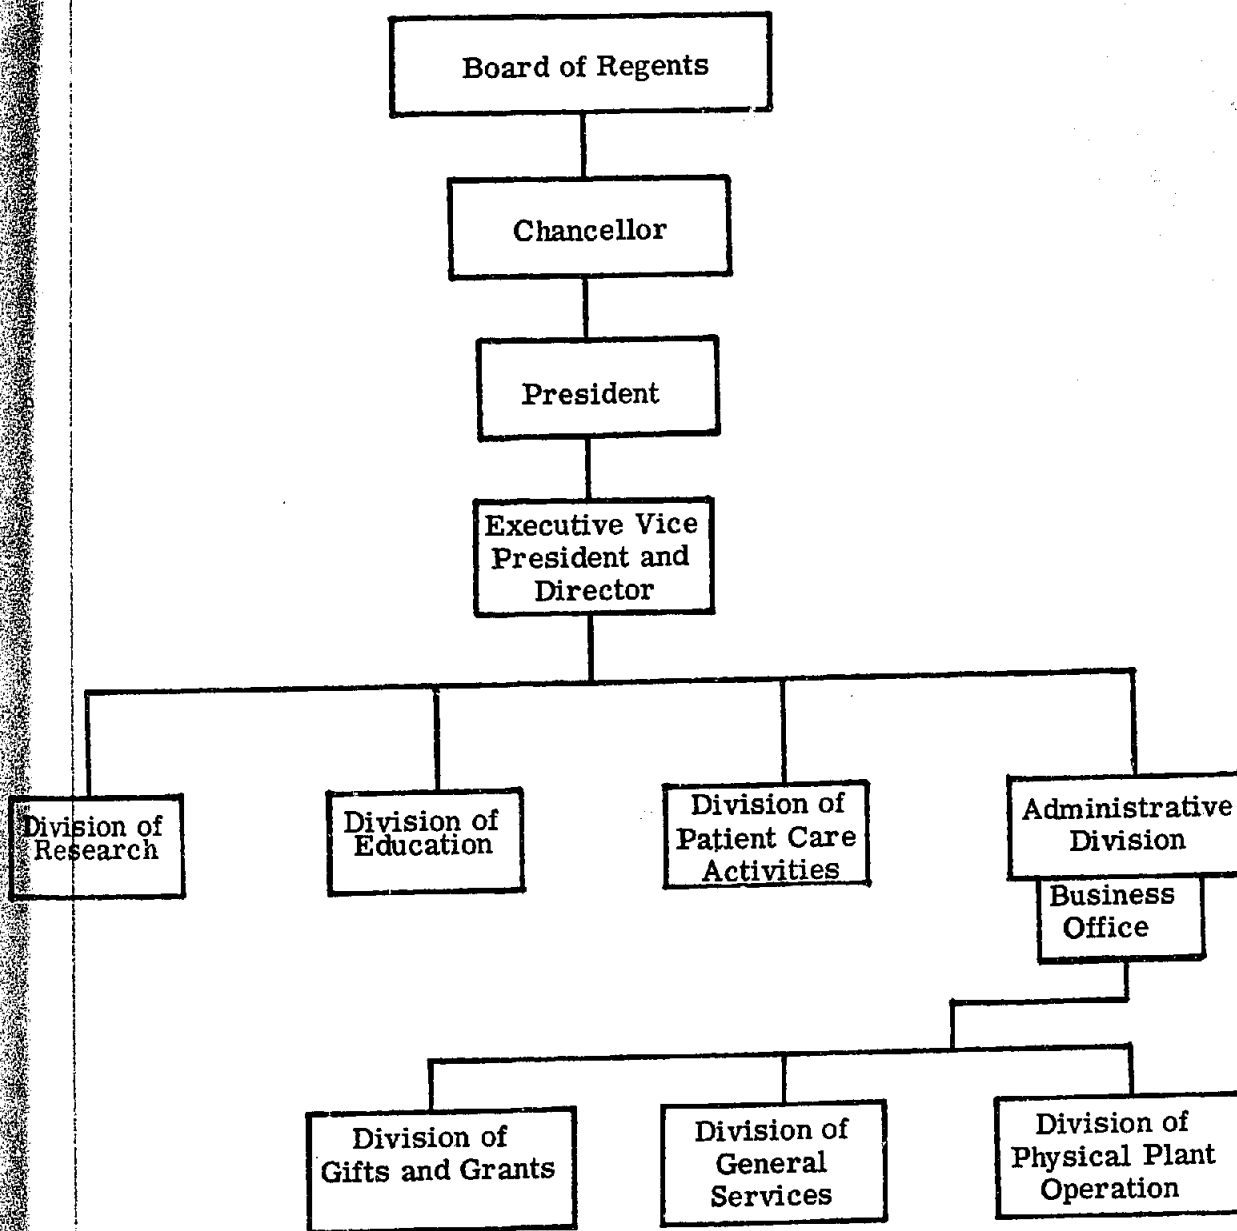 Board of Regents
Chancellor
President
Executive Vice
President and
Director
Division of
Research
Division of
Education
Division of
Patient Care
Activities
Administrative
Division
Business
Office
Division of
Gifts and Grants
Division of
General
Services
Division of
Physical Plant
Operation